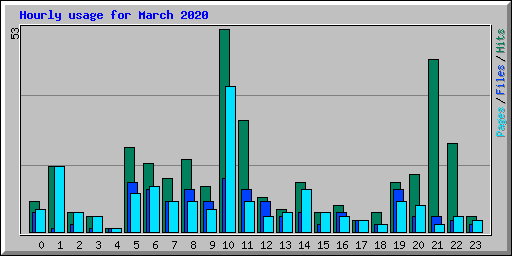 Hourly usage for March 2020
53
Pages/Files/Hits
0 1 2 3 4 5 6 7 8 9 10 11 12 13 14 15 16 17 18 19 20 21 22 23